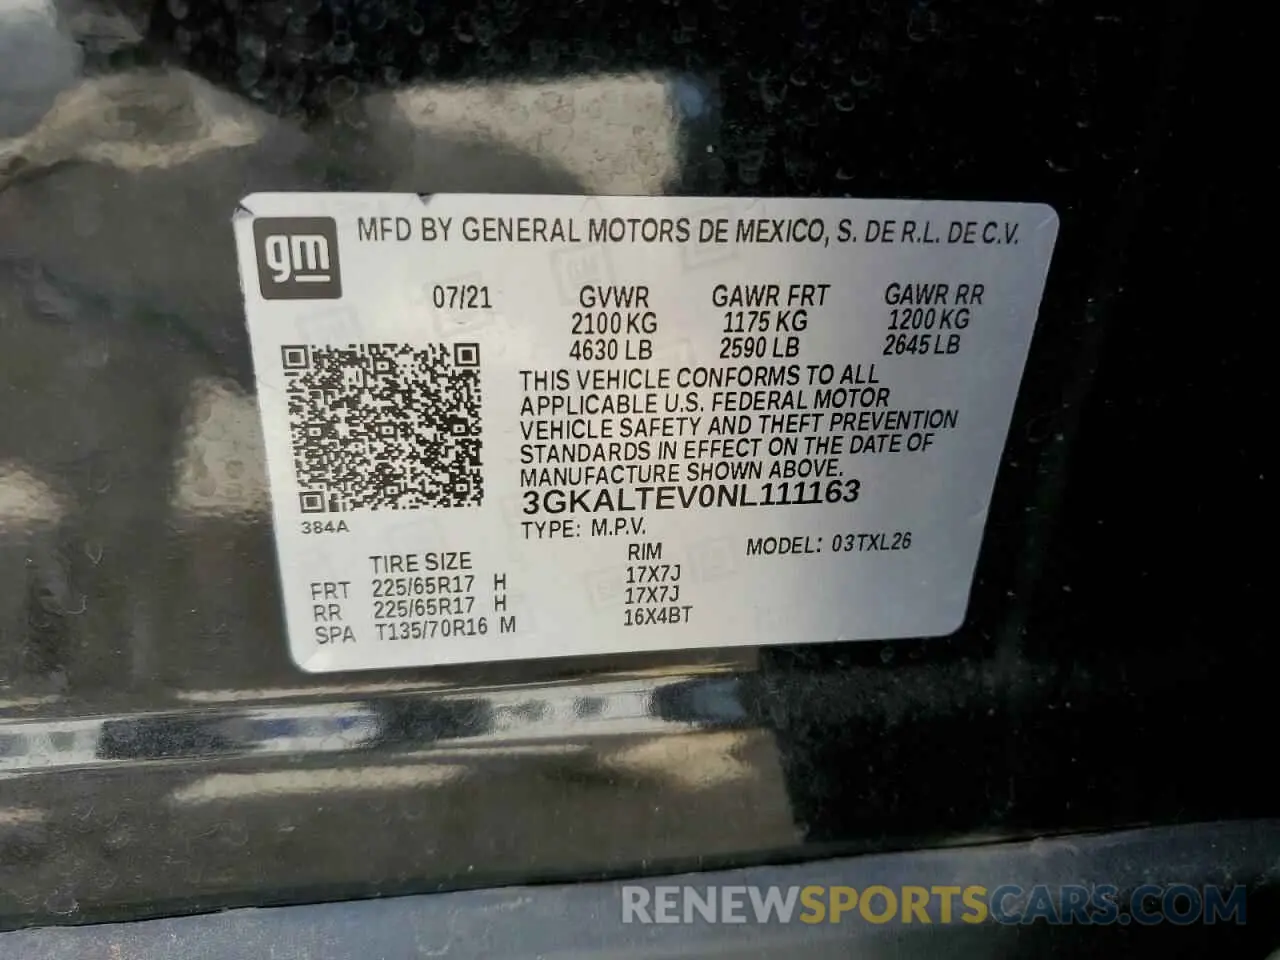 gm
MFD BY GENERAL MOTORS DE MEXICO, S. DE R.L. DE C.V.
07/21 GVWR GAWR FRT GAWR RR
2100 KG 1175 KG 1200 KG
4630 LB 2590 LB 2645 LB
THIS VEHICLE CONFORMS TO ALL
APPLICABLE U.S. FEDERAL MOTOR
VEHICLE SAFETY AND THEFT PREVENTION
STANDARDS IN EFFECT ON THE DATE OF
MANUFACTURE SHOWN ABOVE.
3GKALTEV0NL111163
384A
TYPE: M.P.V. MODEL: 03TXL26
TIRE SIZE RIM
FRT 225/65R17 H 17X7J
RR 225/65R17 H 17X7J
SPA T135/70R16 M 16X4BT
RENEWSPORTSCARS.COM